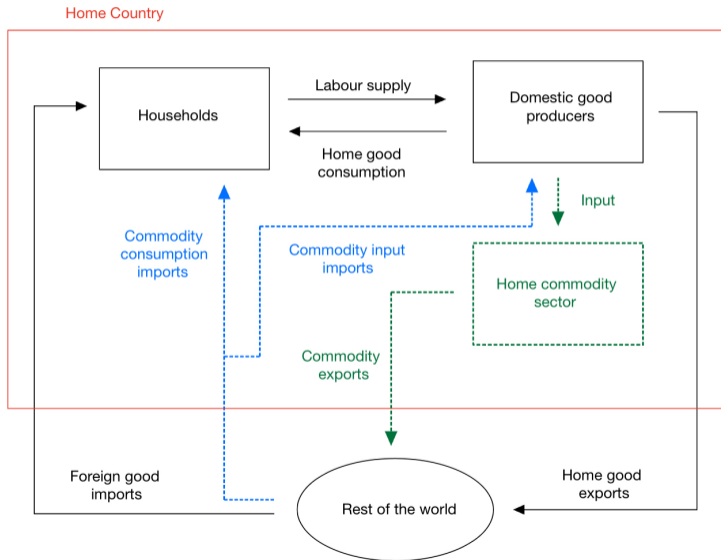 Home Country
Households
Labour supply
Domestic good
producers
Home good
consumption
Input
Commodity
consumption
imports
Commodity input
imports
Home commodity
sector
Commodity
exports
Foreign good
imports
Rest of the world
Home good
exports